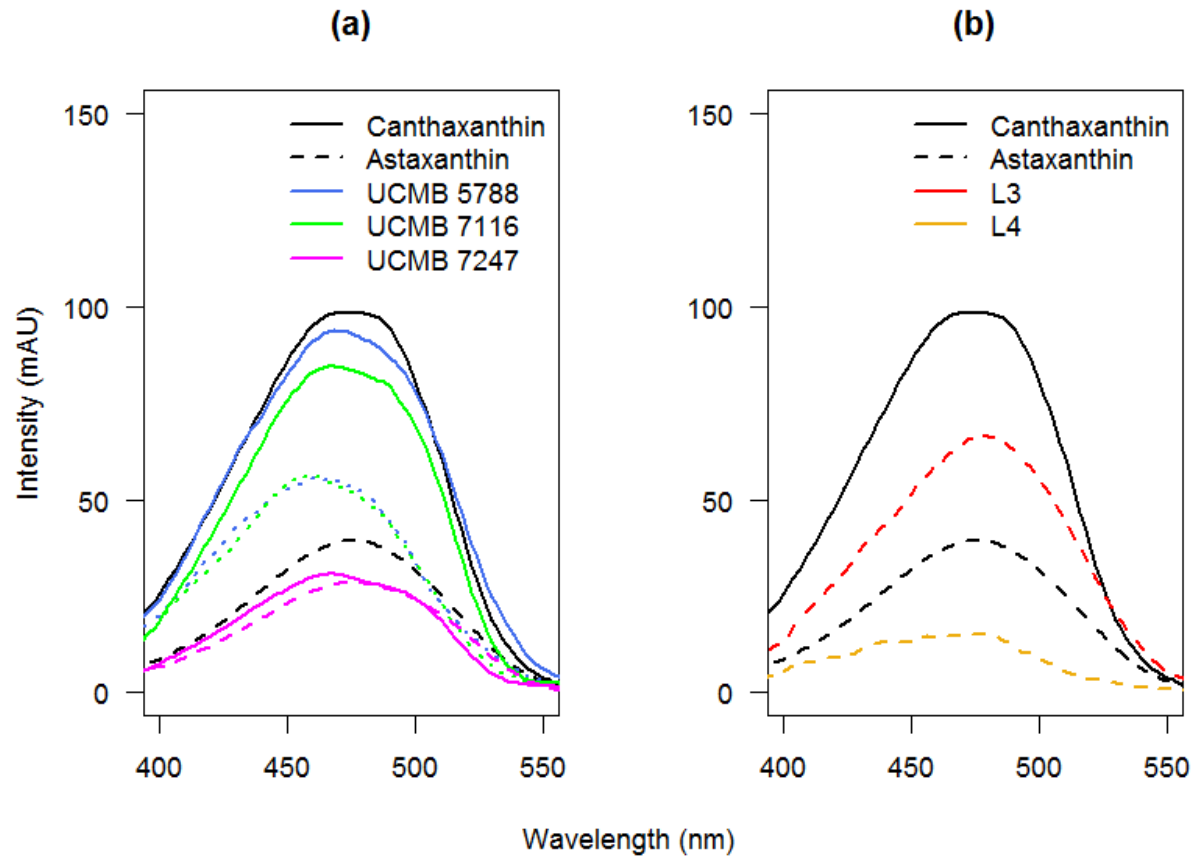 (a)
150
100
50
0
Intensity (mAU)
Canthaxanthin
Astaxanthin
UCMB 5788
UCMB 7116
UCMB 7247
400 450 500 550
(b)
150
100
50
0
Canthaxanthin
Astaxanthin
L3
L4
400 450 500 550
Wavelength (nm)